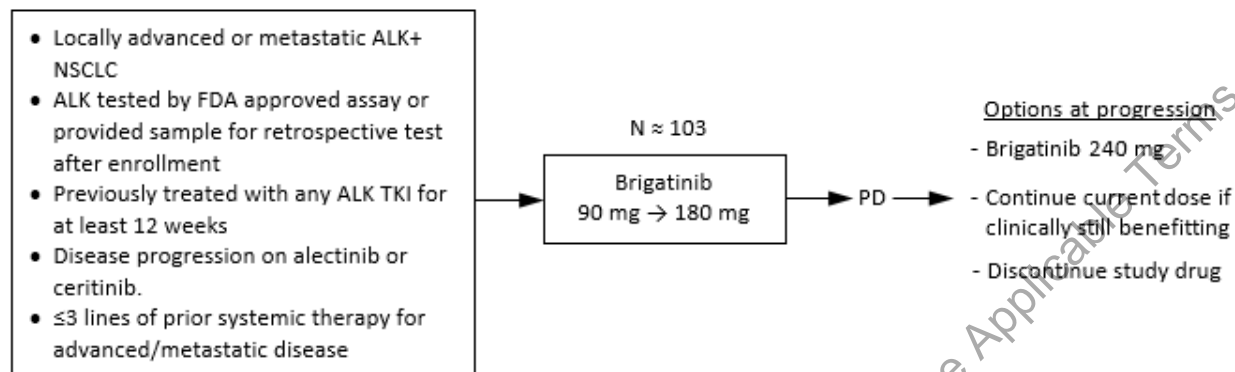 • Locally advanced or metastatic ALK+
NSCLC
• ALK tested by FDA approved assay or
provided sample for retrospective test
after enrollment
• Previously treated with any ALK TKI for
at least 12 weeks
• Disease progression on alectinib or
ceritinib.
• ≤3 lines of prior systemic therapy for
advanced/metastatic disease
N ≈ 103
Brigatinib
90 mg → 180 mg
PD
Options at progression
- Brigatinib 240 mg
- Continue current dose if
clinically still benefitting
- Discontinue study drug
Applicable Terms